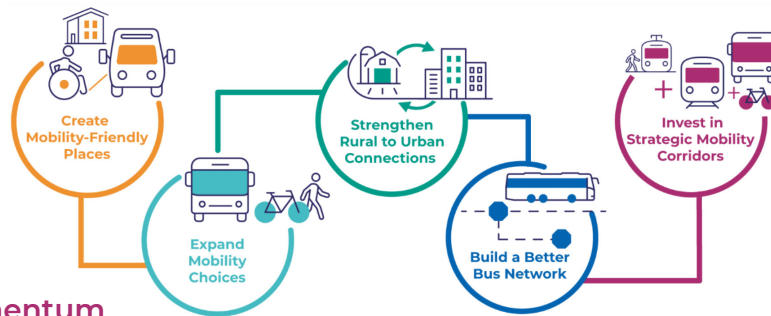 Create
Mobility-Friendly
Places
Expand
Mobility
Choices
Strengthen
Rural to Urban
Connections
Build a Better
Bus Network
Invest in
Strategic Mobility
Corridors